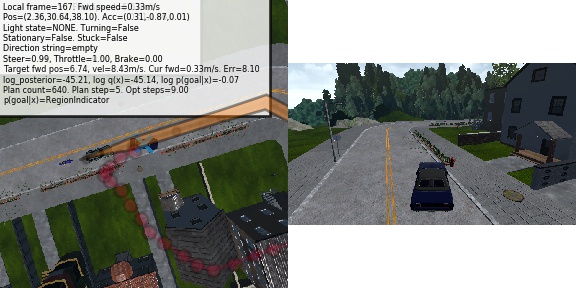 Local frame=167: Fwd speed=0.33m/s
Pos=(2.36,30.64,38.10). Acc=(0.31,-0.87,0.01)
Light state=NONE. Turning=False
Stationary=False. Stuck=False
Direction string=empty
Steer=0.99, Throttle=1.00, Brake=0.00
Target fwd pos=6.74, vel=8.43m/s. Cur fwd=0.33m/s. Err=8.10
log_posterior=-45.21, log q(x)=-45.14, log p(goal|x)=-0.07
Plan count=640. Plan step=5. Opt steps=9.00
p(goal|x)=RegionIndicator